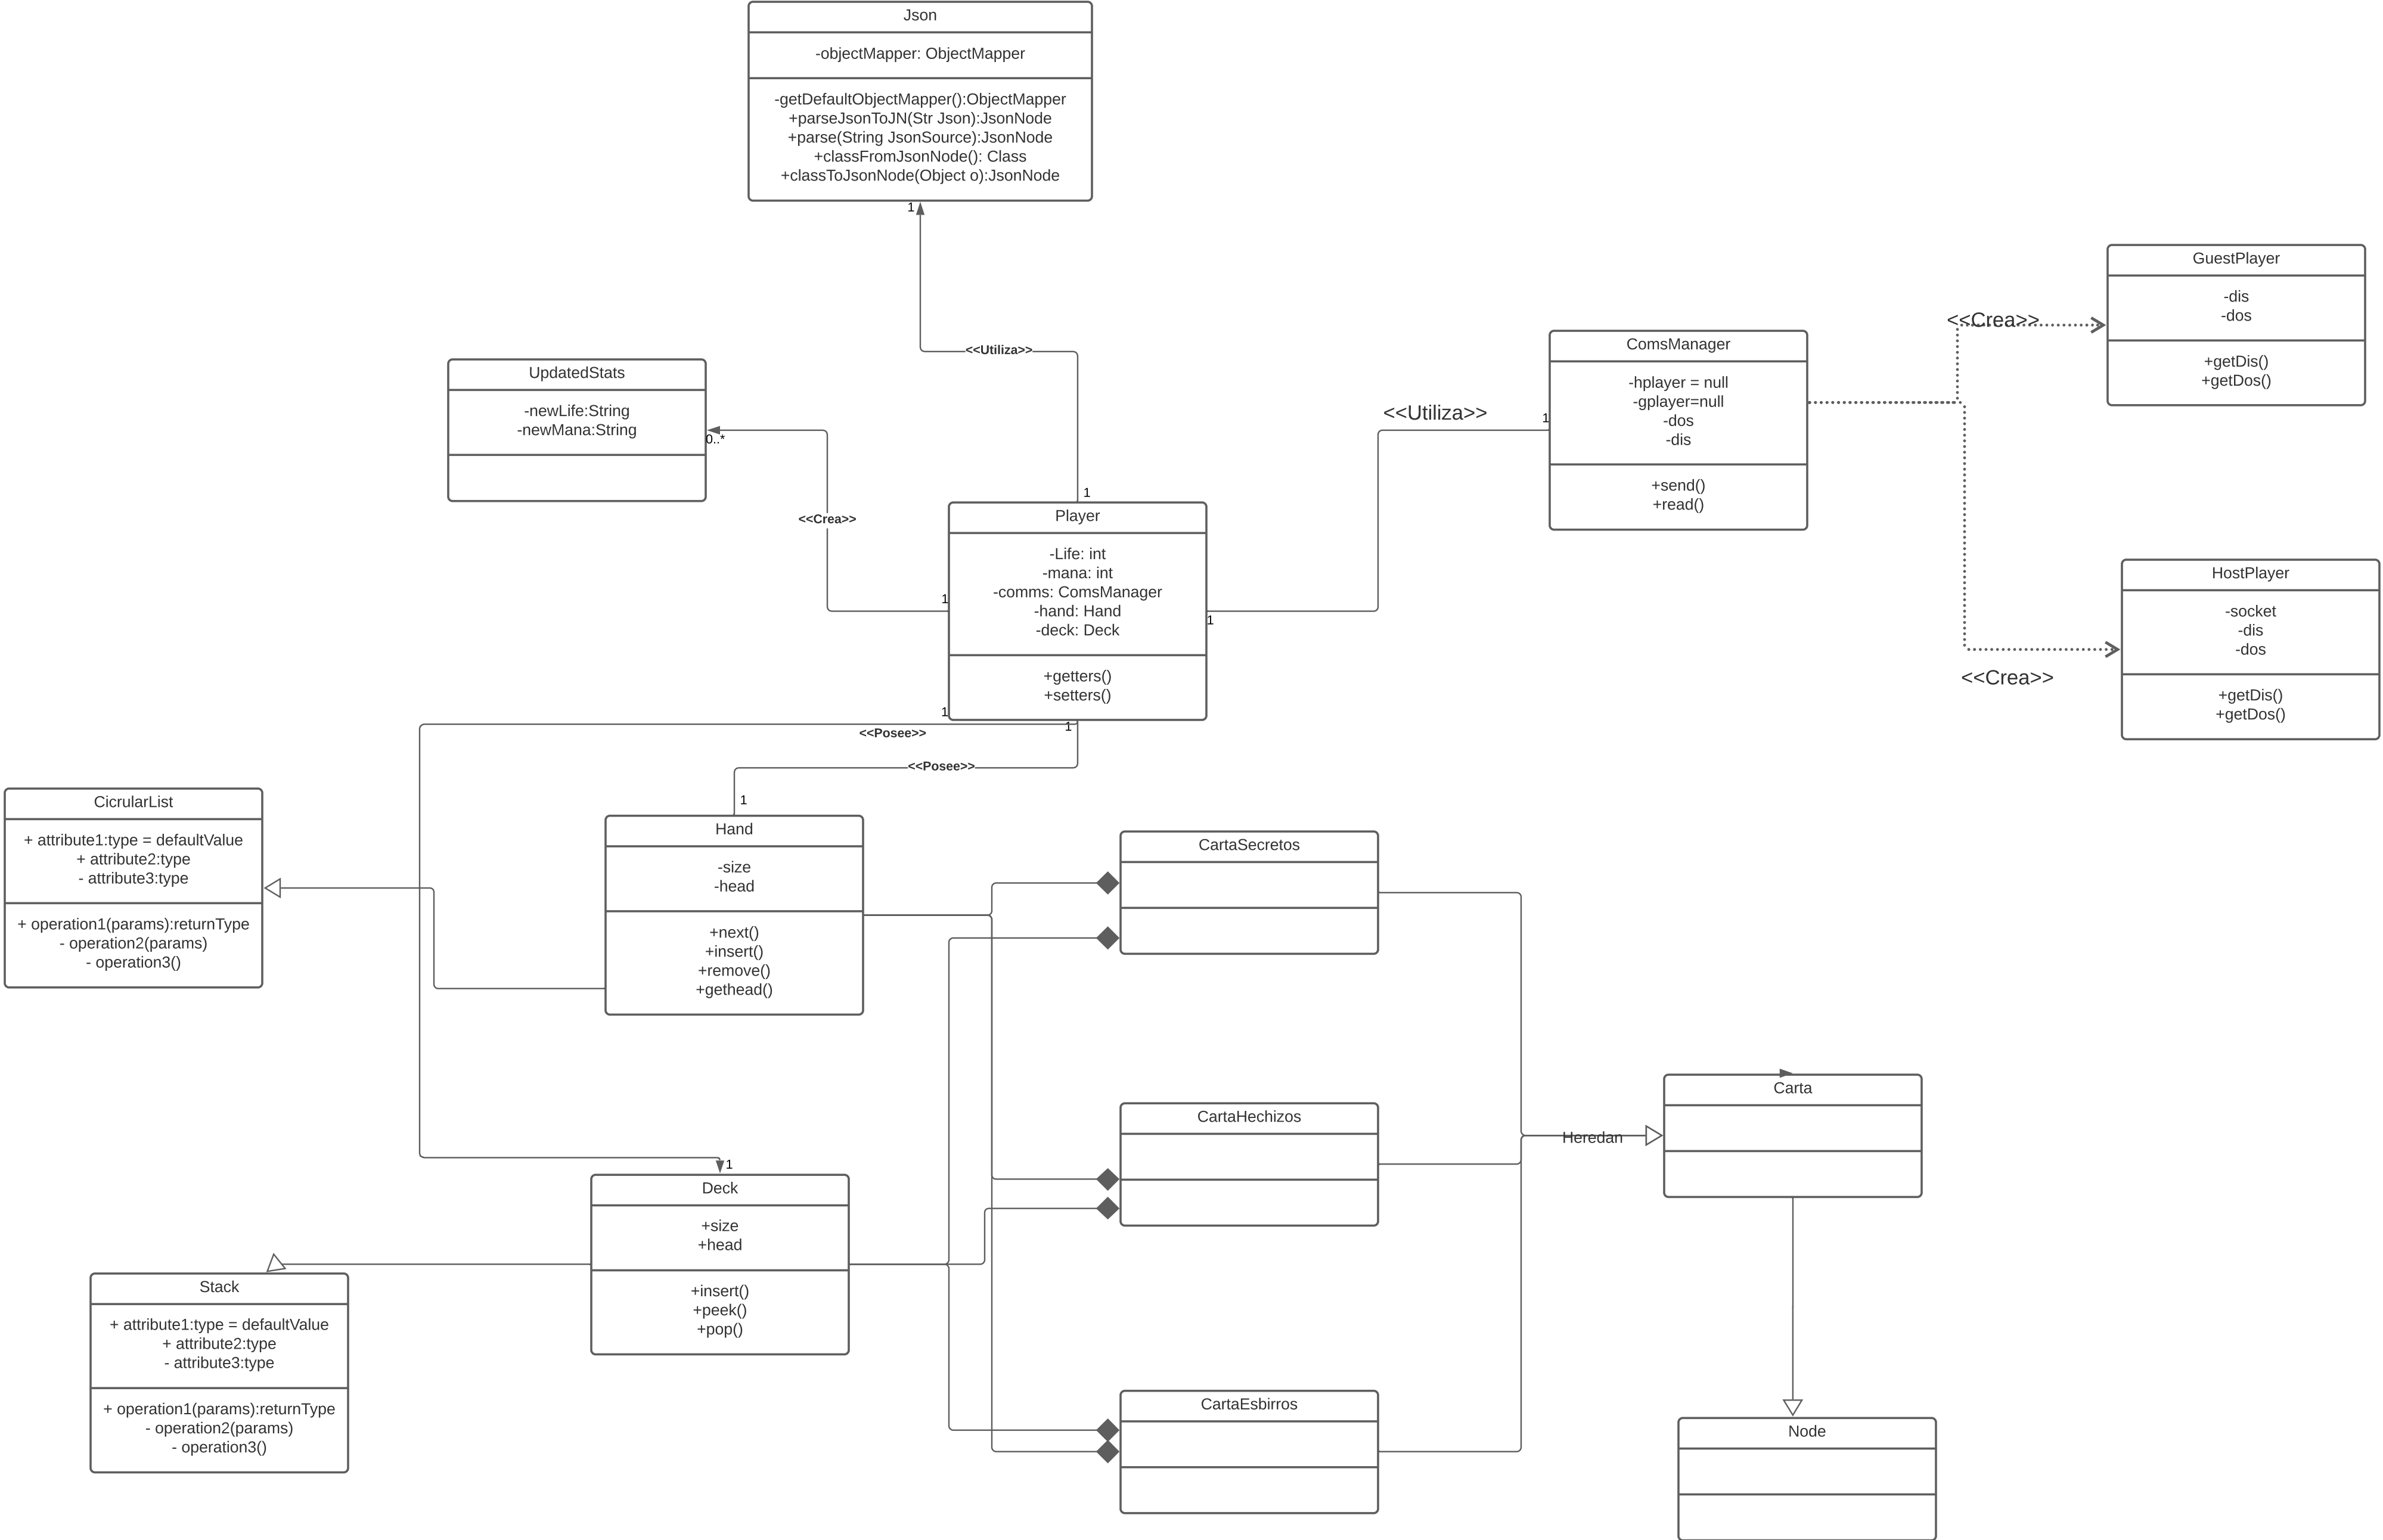 Json
-objectMapper: ObjectMapper
-getDefaultObjectMapper():ObjectMapper
+parseJsonToJN(Str Json):JsonNode
+parse(String JsonSource):JsonNode
+classFromJsonNode(): Class
+classToJsonNode(Object o):JsonNode
1
<<Utiliza>>
1
GuestPlayer
-dis
-dos
+getDis()
+getDos()
<<Crea>>
ComsManager
-hplayer = null
-gplayer=null
-dos
-dis
+send()
+read()
<<Utiliza>>
1
1
UpdatedStats
-newLife:String
-newMana:String
0..*
<<Crea>>
1
Player
-Life: int
-mana: int
-comms: ComsManager
-hand: Hand
-deck: Deck
+getters()
+setters()
HostPlayer
-socket
-dis
-dos
+getDis()
+getDos()
<<Crea>>
1
<<Posee>>
1
<<Posee>>
1
CicrularList
+ attribute1:type = defaultValue
+ attribute2:type
- attribute3:type
+ operation1(params):returnType
- operation2(params)
- operation3()
Hand
-size
-head
+next()
+insert()
+remove()
+gethead()
CartaSecretos
CartaHechizos
Heredan
Carta
1
Deck
+size
+head
+insert()
+peek()
+pop()
Stack
+ attribute1:type = defaultValue
+ attribute2:type
- attribute3:type
+ operation1(params):returnType
- operation2(params)
- operation3()
CartaEsbirros
Node